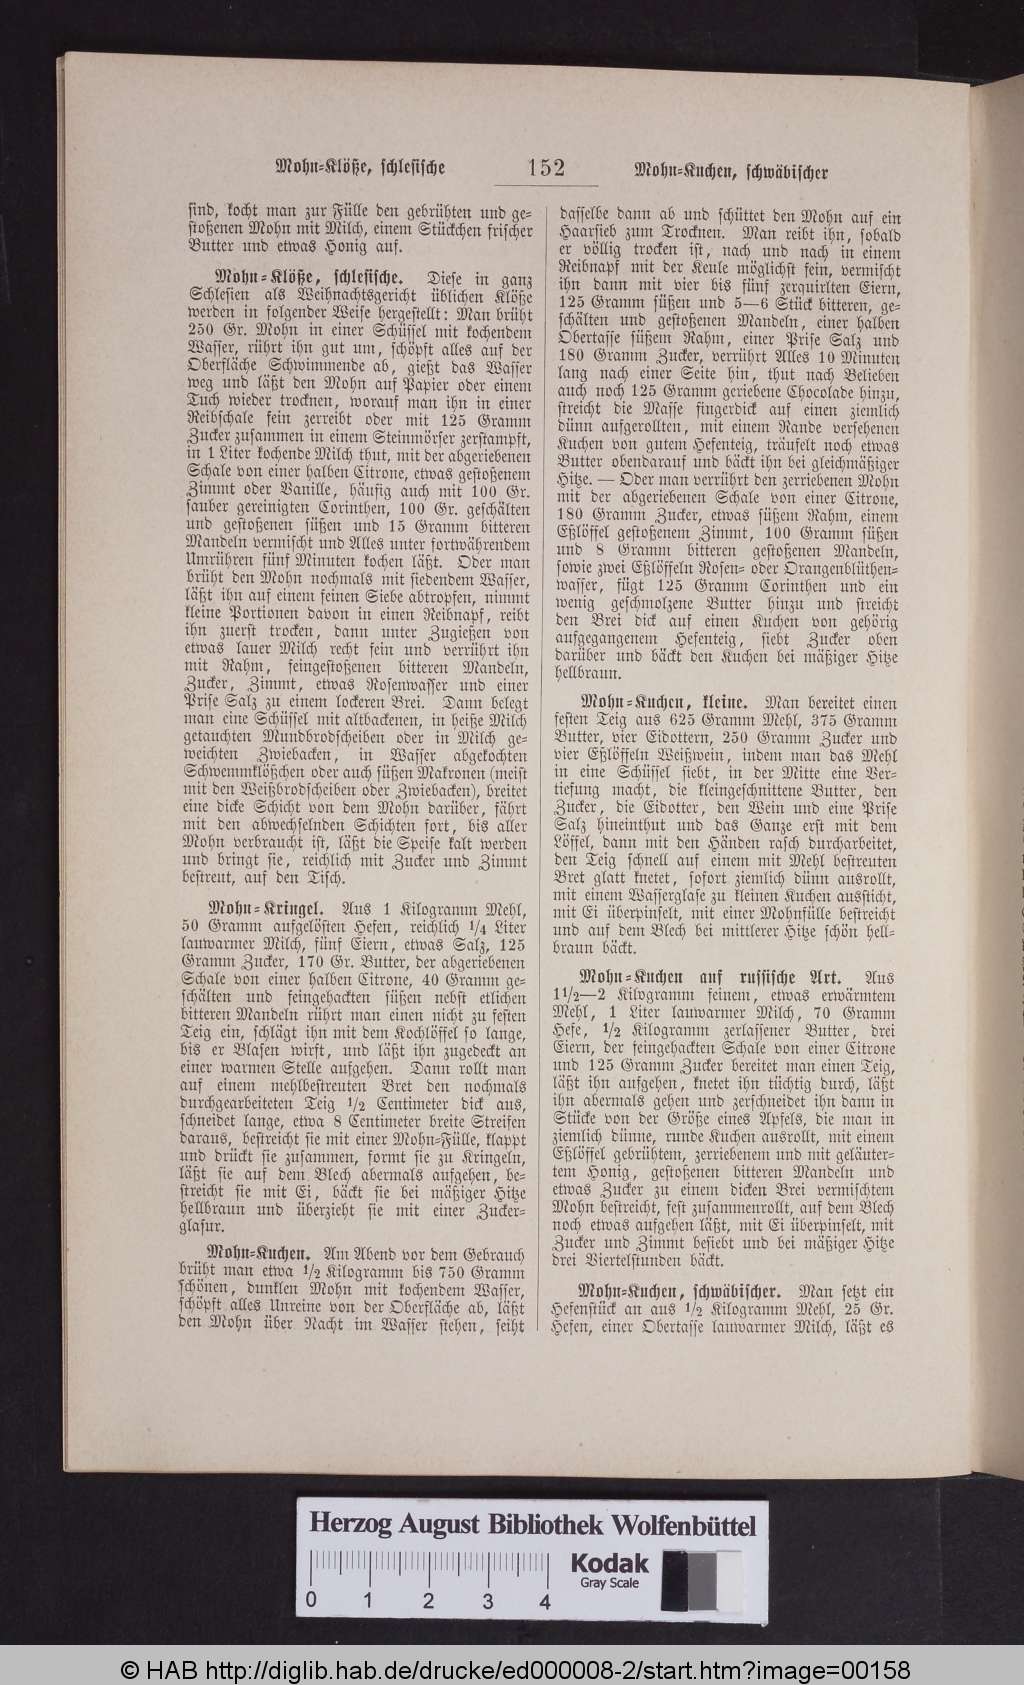 Mohn-Klöße, schlesische 152 Mohn-Kuchen, schwäbischer
sind, kocht man zur Fülle den gebrühten und ge-
stoßenen Mohn mit Milch, einem Stückchen frischer
Butter und etwas Honig auf.
Mohn-Klöße, schlesische. Diese in ganz
Schlesien als Weihnachtsgericht üblichen Klöße
werden in folgender Weise hergestellt: Man brüht
250 Gr. Mohn in einer Schüssel mit kochendem
Wasser, rührt ihn gut um, schöpft alles auf der
Oberfläche Schwimmende ab, gießt das Wasser
weg und läßt den Mohn auf Papier oder einem
Tuch wieder trocknen, worauf man ihn in einer
Reibschale fein zerreibt oder mit 125 Gramm
Zucker zusammen in einem Steinmörser zerstampft,
in 1 Liter kochende Milch thut, mit der abgeriebenen
Schale von einer halben Citrone, etwas gestoßenem
Zimmt oder Vanille, häufig auch mit 100 Gr.
sauber gereinigten Corinthen, 100 Gr. geschälten
und gestoßenen süßen und 15 Gramm bitteren
Mandeln vermischt und Alles unter fortwährendem
Umrühren fünf Minuten kochen läßt. Oder man
brüht den Mohn nochmals mit siedendem Wasser,
läßt ihn auf einem feinen Siebe abtropfen, nimmt
kleine Portionen davon in einen Reibnapf, reibt
ihn zuerst trocken, dann unter Zugießen von
etwas lauer Milch recht fein und verrührt ihn
mit Rahm, feingestoßenen bitteren Mandeln,
Zucker, Zimmt, etwas Rosenwasser und einer
Prise Salz zu einem lockeren Brei. Dann belegt
man eine Schüssel mit altbackenen, in heiße Milch
getauchten Mundbrodscheiben oder in Milch ge-
weichten Zwiebacken, in Wasser abgekochten
Schwemmklößchen oder auch süßen Makronen (meist
mit den Weißbrodscheiben oder Zwiebacken), breitet
eine dicke Schicht von dem Mohn darüber, fährt
mit den abwechselnden Schichten fort, bis aller
Mohn verbraucht ist, läßt die Speise kalt werden
und bringt sie, reichlich mit Zucker und Zimmt
bestreut, auf den Tisch.
Mohn-Kringel. Aus 1 Kilogramm Mehl,
50 Gramm aufgelösten Hefen, reichlich 1/4 Liter
lauwarmer Milch, fünf Eiern, etwas Salz, 125
Gramm Zucker, 170 Gr. Butter, der abgeriebenen
Schale von einer halben Citrone, 40 Gramm ge-
schälten und feingehackten süßen nebst etlichen
bitteren Mandeln rührt man einen nicht zu festen
Teig ein, schlägt ihn mit dem Kochlöffel so lange,
bis er Blasen wirft, und läßt ihn zugedeckt an
einer warmen Stelle aufgehen. Dann rollt man
auf einem mehlbestreuten Bret den nochmals
durchgearbeiteten Teig 1/2 Centimeter dick aus,
schneidet lange, etwa 8 Centimeter breite Streifen
daraus, bestreicht sie mit einer Mohn-Fülle, klappt
und drückt sie zusammen, formt sie zu Kringeln,
läßt sie auf dem Blech abermals aufgehen, be-
streicht sie mit Ei, bäckt sie bei mäßiger Hitze
hellbraun und überzieht sie mit einer Zucker-
glasur.
Mohn-Kuchen. Am Abend vor dem Gebrauch
brüht man etwa 1/2 Kilogramm bis 750 Gramm
schönen, dunklen Mohn mit kochendem Wasser,
schöpft alles Unreine von der Oberfläche ab, läßt
den Mohn über Nacht im Wasser stehen, seiht
dasselbe dann ab und schüttet den Mohn auf ein
Haarsieb zum Trocknen. Man reibt ihn, sobald
er völlig trocken ist, nach und nach in einem
Reibnapf mit der Keule möglichst fein, vermischt
ihn dann mit vier bis fünf zerquirlten Eiern,
125 Gramm süßen und 5—6 Stück bitteren, ge-
schälten und gestoßenen Mandeln, einer halben
Obertasse süßem Rahm, einer Prise Salz und
180 Gramm Zucker, verrührt Alles 10 Minuten
lang nach einer Seite hin, thut nach Belieben
auch noch 125 Gramm geriebene Chocolade hinzu,
streicht die Masse fingerdick auf einen ziemlich
dünn aufgerollten, mit einem Rande versehenen
Kuchen von gutem Hefenteig, träufelt noch etwas
Butter obendarauf und bäckt ihn bei gleichmäßiger
Hitze. — Oder man verrührt den zerriebenen Mohn
mit der abgeriebenen Schale von einer Citrone,
180 Gramm Zucker, etwas süßem Rahm, einem
Eßlöffel gestoßenem Zimmt, 100 Gramm süßen
und 8 Gramm bitteren gestoßenen Mandeln,
sowie zwei Eßlöffeln Rosen- oder Orangenblüthen-
wasser, fügt 125 Gramm Corinthen und ein
wenig geschmolzene Butter hinzu und streicht
den Brei dick auf einen Kuchen von gehörig
aufgegangenem Hefenteig, siebt Zucker oben
darüber und bäckt den Kuchen bei mäßiger Hitze
hellbraun.
Mohn-Kuchen, kleine. Man bereitet einen
festen Teig aus 625 Gramm Mehl, 375 Gramm
Butter, vier Eidottern, 250 Gramm Zucker und
vier Eßlöffeln Weißwein, indem man das Mehl
in eine Schüssel siebt, in der Mitte eine Ver-
tiefung macht, die kleingeschnittene Butter, den
Zucker, die Eidotter, den Wein und eine Prise
Salz hineinthut und das Ganze erst mit dem
Löffel, dann mit den Händen rasch durcharbeitet,
den Teig schnell auf einem mit Mehl bestreuten
Bret glatt knetet, sofort ziemlich dünn ausrollt,
mit einem Wasserglase zu kleinen Kuchen aussticht,
mit Ei überpinselt, mit einer Mohnfülle bestreicht
und auf dem Blech bei mittlerer Hitze schön hell-
braun bäckt.
Mohn-Kuchen auf russische Art. Aus
1 1/2—2 Kilogramm feinem, etwas erwärmtem
Mehl, 1 Liter lauwarmer Milch, 70 Gramm
Hefe, 1/2 Kilogramm zerlassener Butter, drei
Eiern, der feingehackten Schale von einer Citrone
und 125 Gramm Zucker bereitet man einen Teig,
läßt ihn aufgehen, knetet ihn tüchtig durch, läßt
ihn abermals gehen und zerschneidet ihn dann in
Stücke von der Größe eines Apfels, die man in
ziemlich dünne, runde Kuchen ausrollt, mit einem
Eßlöffel gebrühtem, zerriebenem und mit geläuter-
tem Honig, gestoßenen bitteren Mandeln und
etwas Zucker zu einem dicken Brei vermischtem
Mohn bestreicht, fest zusammenrollt, auf dem Blech
noch etwas aufgehen läßt, mit Ei überpinselt, mit
Zucker und Zimmt besiebt und bei mäßiger Hitze
drei Viertelstunden bäckt.
Mohn-Kuchen, schwäbischer. Man setzt ein
Hefenstück an aus 1/2 Kilogramm Mehl, 25 Gr.
Hefen, einer Obertasse lauwarmer Milch, läßt es
Herzog August Bibliothek Wolfenbüttel
Kodak
Gray Scale
0 1 2 3 4
© HAB http://diglib.hab.de/drucke/ed000008-2/start.htm?image=00158